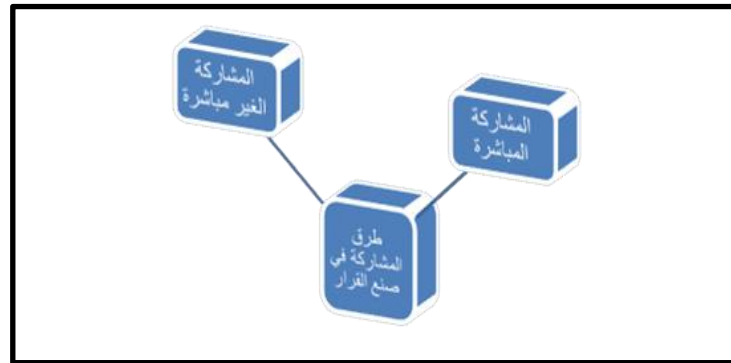 المشاركة
الغير مباشرة
المشاركة
المباشرة
طرق
المشاركة في
صنع القرار